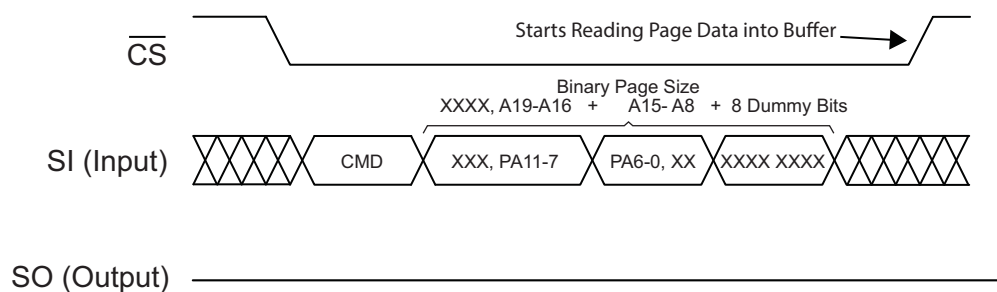 Starts Reading Page Data into Buffer
CS
Binary Page Size
XXXX, A19-A16 + A15- A8 + 8 Dummy Bits
SI (Input) CMD XXX, PA11-7 PA6-0, XX XXXX XXXX
SO (Output)